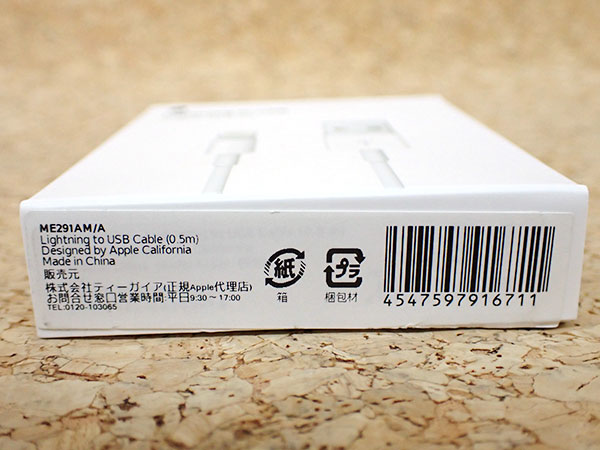 ME291AM/A
Lightning to USB Cable (0.5m)
Designed by Apple California
Made in China
販売元
株式会社ティーガイア(正規Apple代理店)
お問合せ窓口営業時間:平日9:30～17:00
TEL:0120-103065
紙
箱
プラ
梱包材
4547597916711